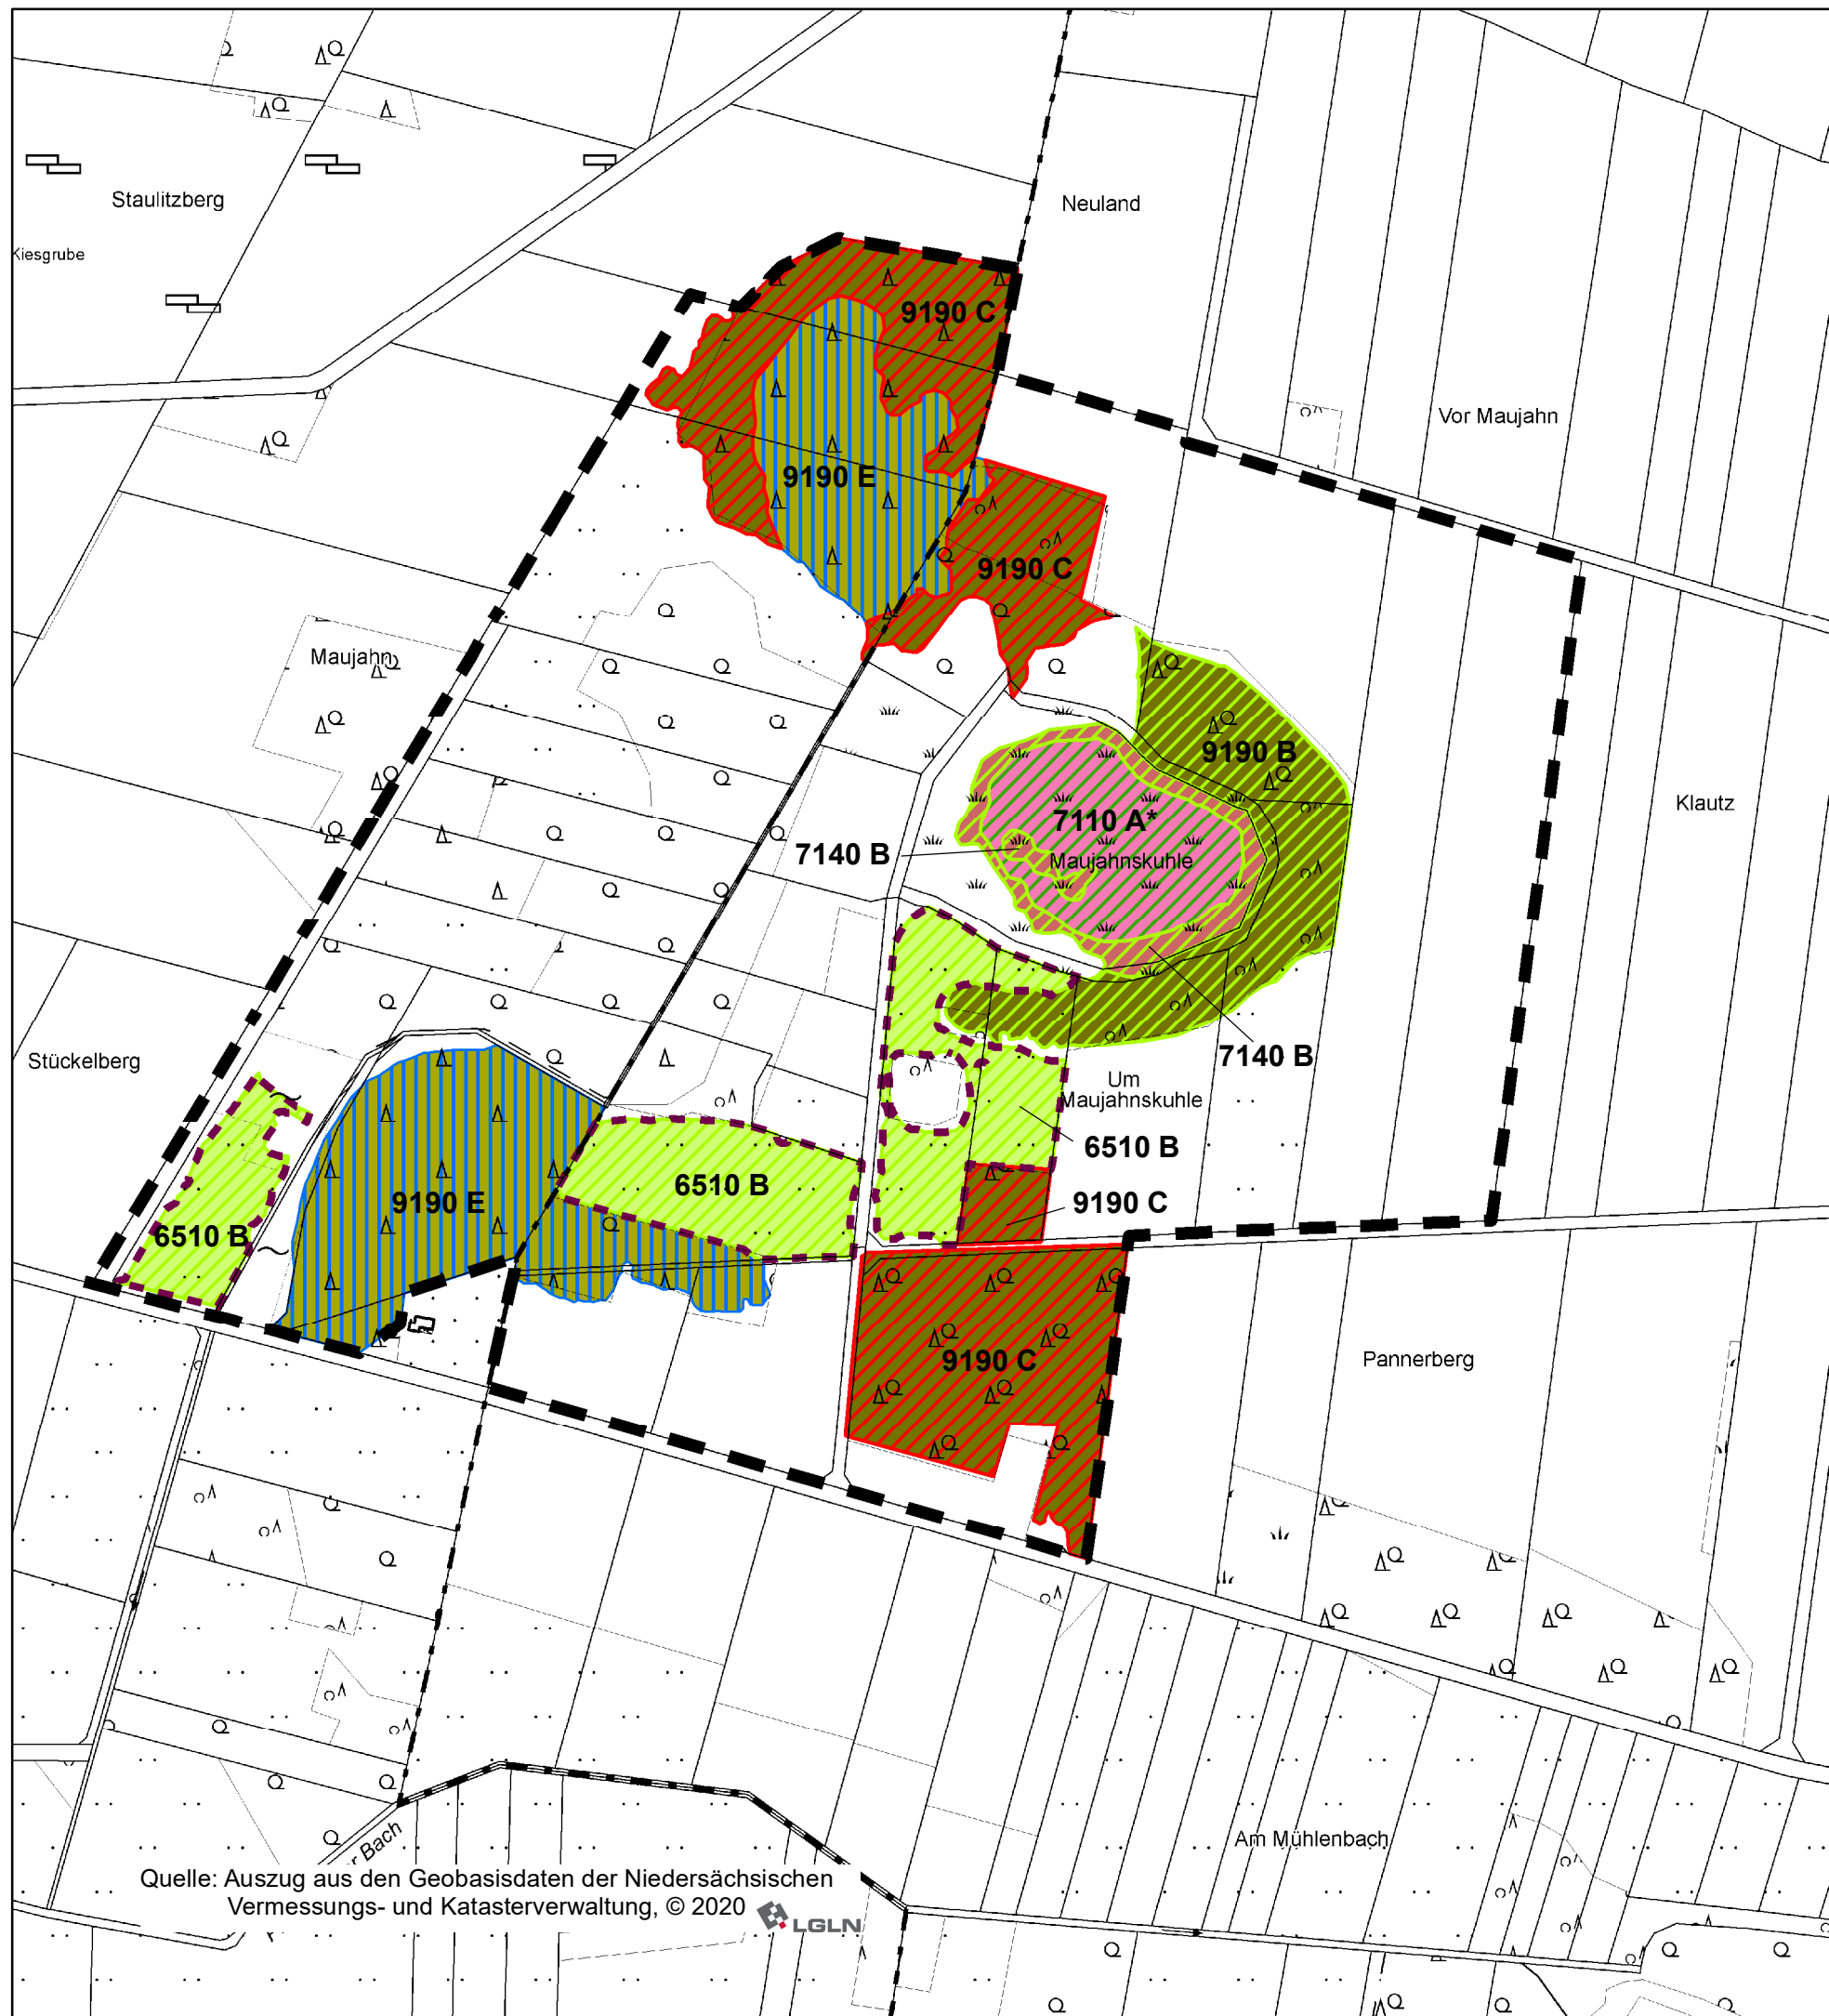 Staulitzberg
Neuland
Kiesgrube
9190 C
Vor Maujahn
9190 E
9190 C
Maujahn
9190 B
Klautz
7110 A*
7140 B
Maujahnskuhle
7140 B
Stückelberg
Um
Maujahnskuhle
6510 B
6510 B
9190 E
9190 C
6510 B
9190 C
Pannerberg
Am Mühlenbach
Bach
Quelle: Auszug aus den Geobasisdaten der Niedersächsischen
Vermessungs- und Katasterverwaltung, © 2020
LGLN